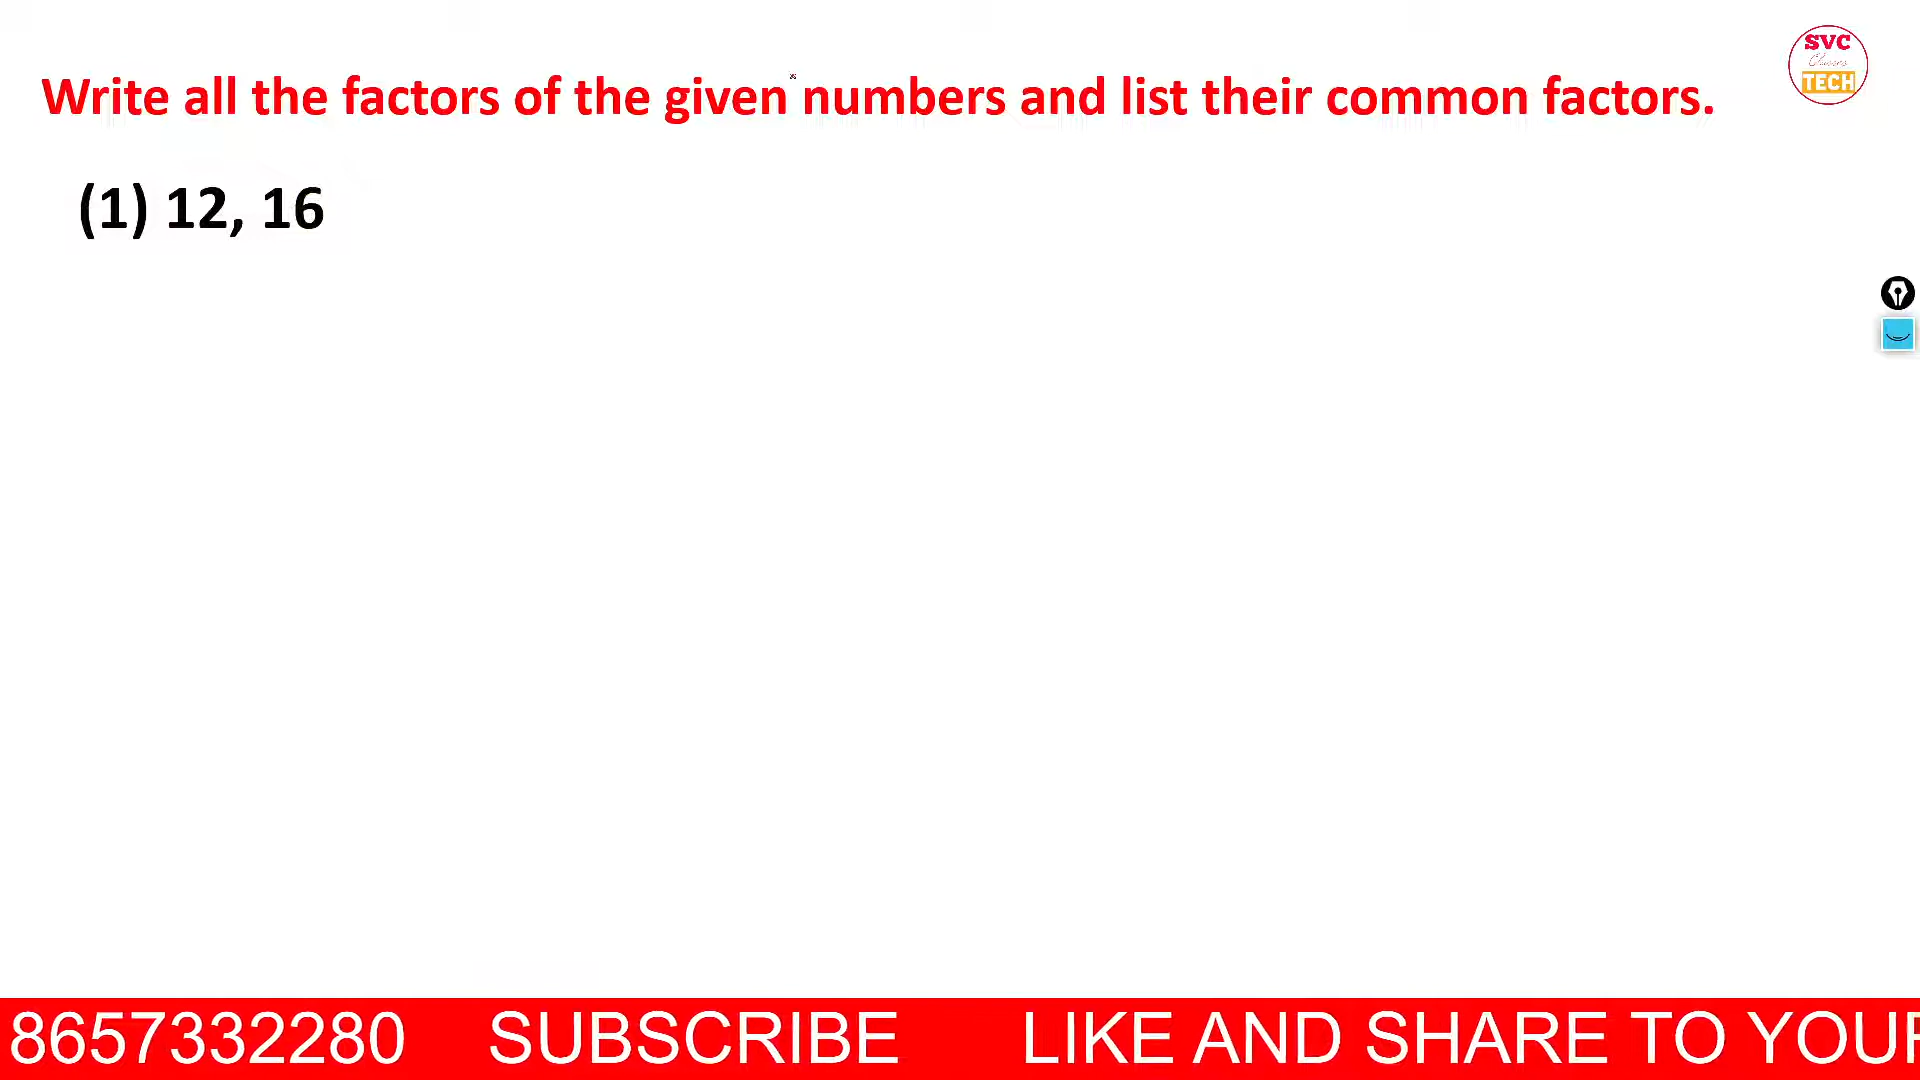 SVC
Classes
TECH
Write all the factors of the given numbers and list their common factors.
(1) 12, 16
8657332280 SUBSCRIBE LIKE AND SHARE TO YOUR